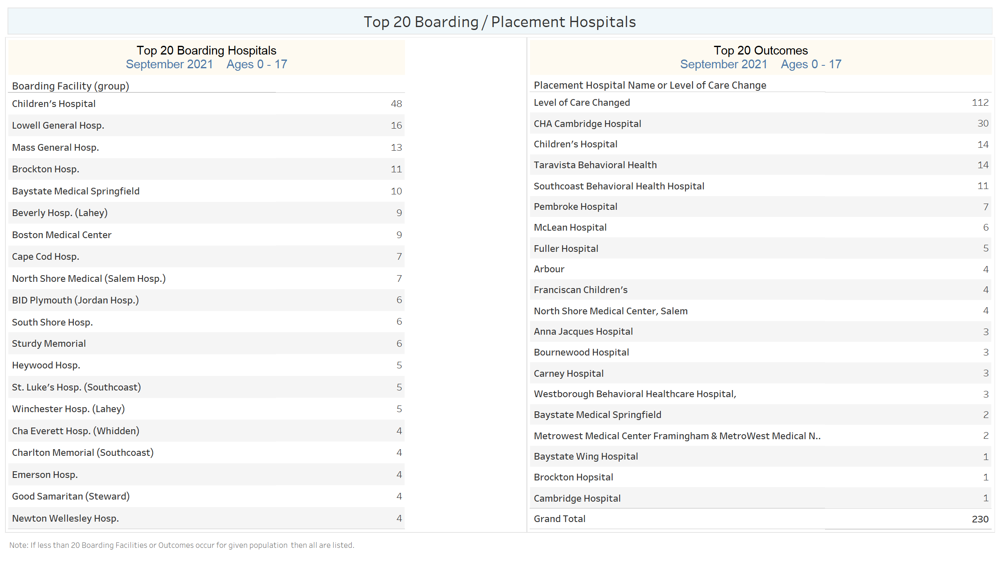 Top 20 Boarding / Placement Hospitals
Top 20 Boarding Hospitals
September 2021 Ages 0 - 17
Boarding Facility (group)
Children's Hospital 48
Lowell General Hosp. 16
Mass General Hosp. 13
Brockton Hosp. 11
Baystate Medical Springfield 10
Beverly Hosp. (Lahey) 9
Boston Medical Center 9
Cape Cod Hosp. 7
North Shore Medical (Salem Hosp.) 7
BID Plymouth (Jordan Hosp.) 6
South Shore Hosp. 6
Sturdy Memorial 6
Heywood Hosp. 5
St. Luke's Hosp. (Southcoast) 5
Winchester Hosp. (Lahey) 5
Cha Everett Hosp. (Whidden) 4
Charlton Memorial (Southcoast) 4
Emerson Hosp. 4
Good Samaritan (Steward) 4
Newton Wellesley Hosp. 4
Top 20 Outcomes
September 2021 Ages 0 - 17
Placement Hospital Name or Level of Care Change
Level of Care Changed 112
CHA Cambridge Hospital 30
Children's Hospital 14
Taravista Behavioral Health 14
Southcoast Behavioral Health Hospital 11
Pembroke Hospital 7
McLean Hospital 6
Fuller Hospital 5
Arbour 4
Franciscan Children's 4
North Shore Medical Center, Salem 4
Anna Jacques Hospital 3
Bournewood Hospital 3
Carney Hospital 3
Westborough Behavioral Healthcare Hospital, 3
Baystate Medical Springfield 2
Metrowest Medical Center Framingham & MetroWest Medical N.. 2
Baystate Wing Hospital 1
Brockton Hopsital 1
Cambridge Hospital 1
Grand Total 230
Note: If less than 20 Boarding Facilities or Outcomes occur for given population then all are listed.